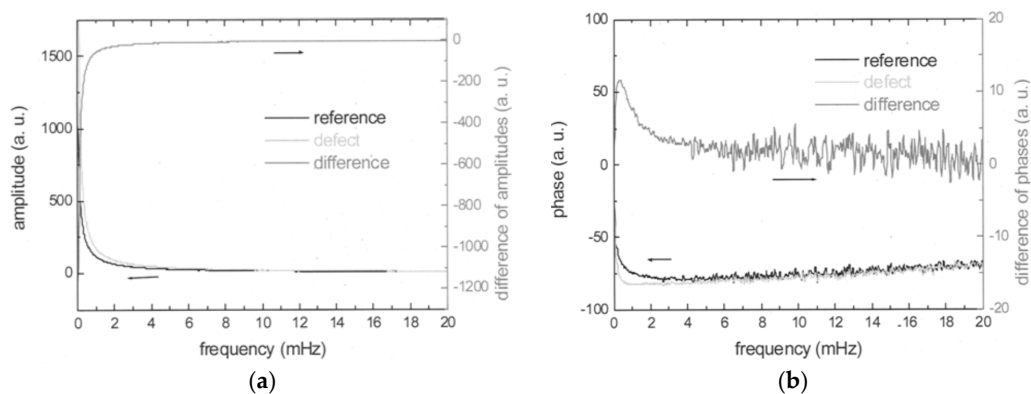 1500
1000
500
0
amplitude (a. u.)
0
-200
-400
-600
-800
-1000
-1200
difference of amplitudes (a. u.)
reference
defect
difference
0 2 4 6 8 10 12 14 16 18 20
frequency (mHz)
(a)
100
50
0
-50
-100
phase (a. u.)
20
10
0
-10
-20
difference of phases (a. u.)
reference
defect
difference
0 2 4 6 8 10 12 14 -16 18 20
frequency (mHz)
(b)